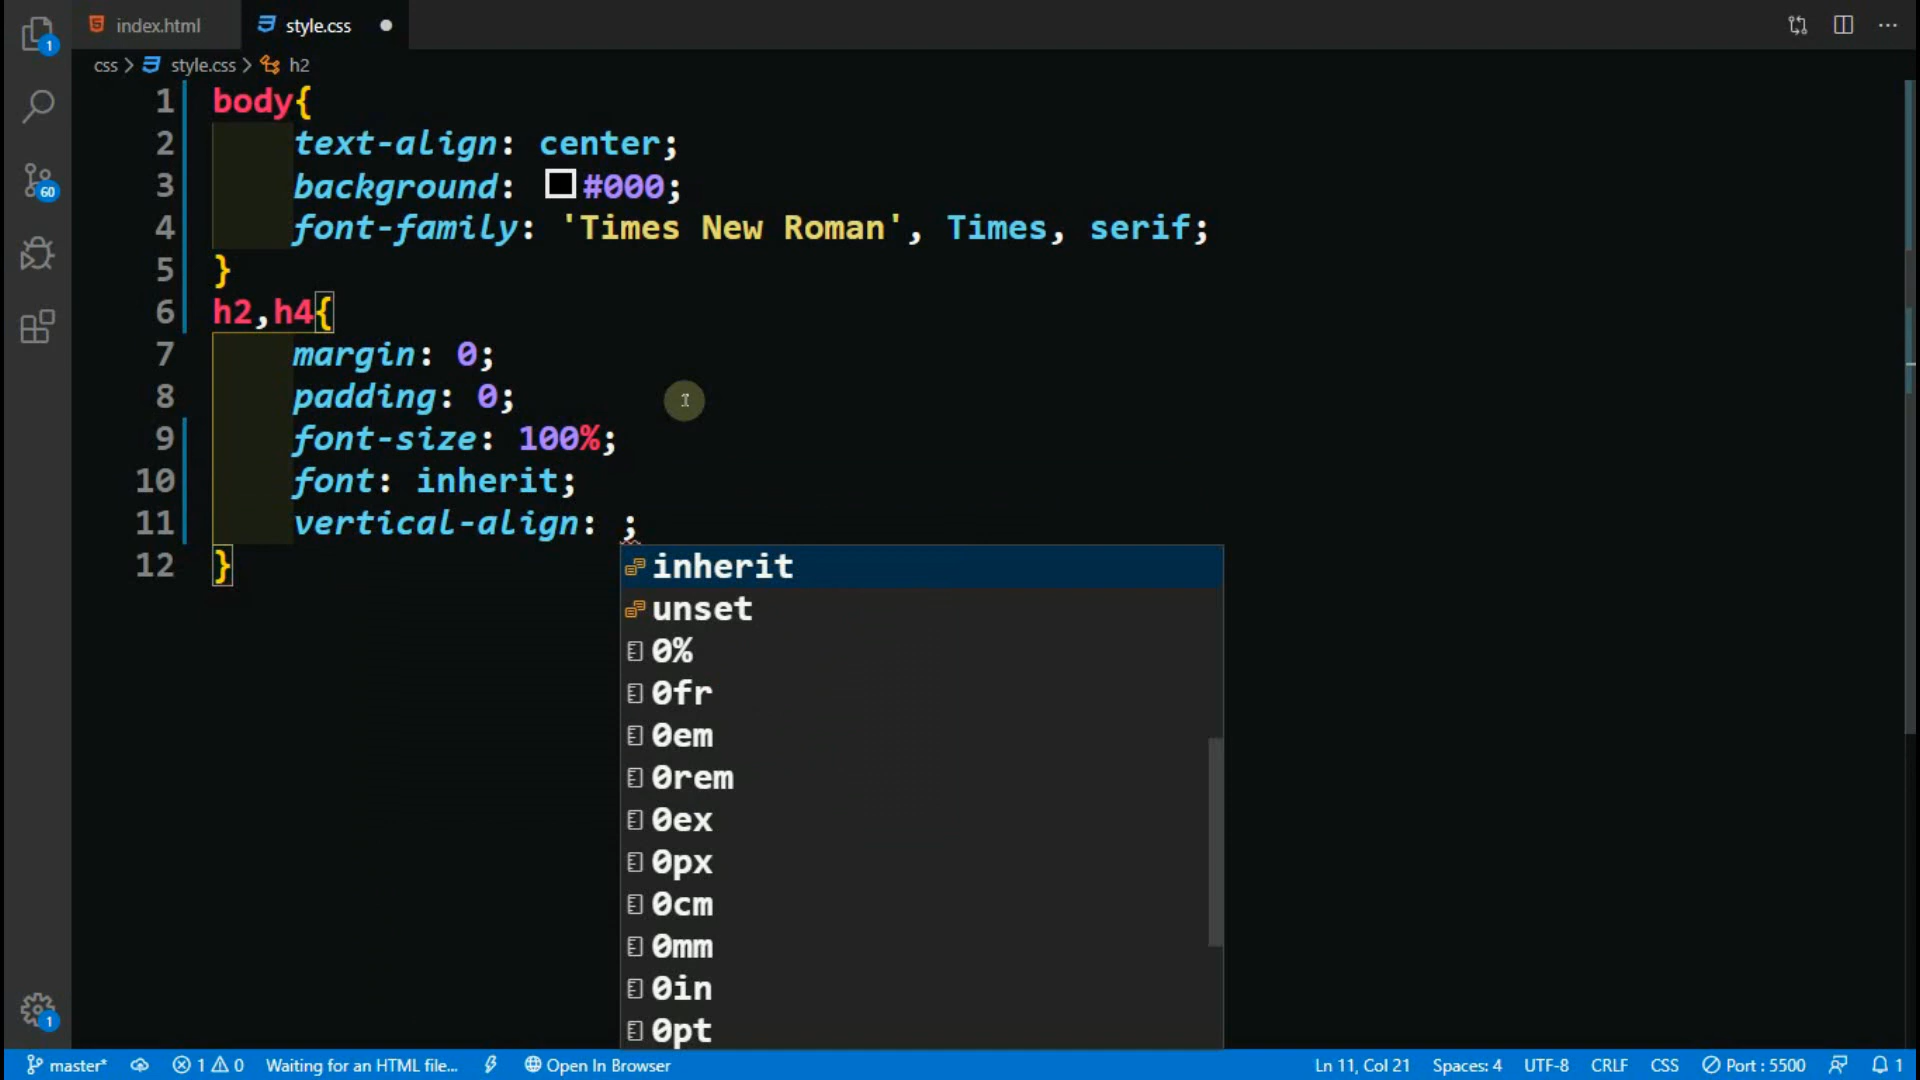 index.html
style.css
css > style.css > h2
1 body{
2 text-align: center;
3 background: #000;
4 font-family: 'Times New Roman', Times, serif;
5 }
6 h2,h4{
7 margin: 0;
8 padding: 0;
9 font-size: 100%;
10 font: inherit;
11 vertical-align: ;
12 }
inherit
unset
0%
0fr
0em
0rem
0ex
0px
0cm
0mm
0in
0pt
1
60
1
master* 1 0 Waiting for an HTML file... Open In Browser Ln 11, Col 21 Spaces: 4 UTF-8 CRLF CSS Port : 5500 1